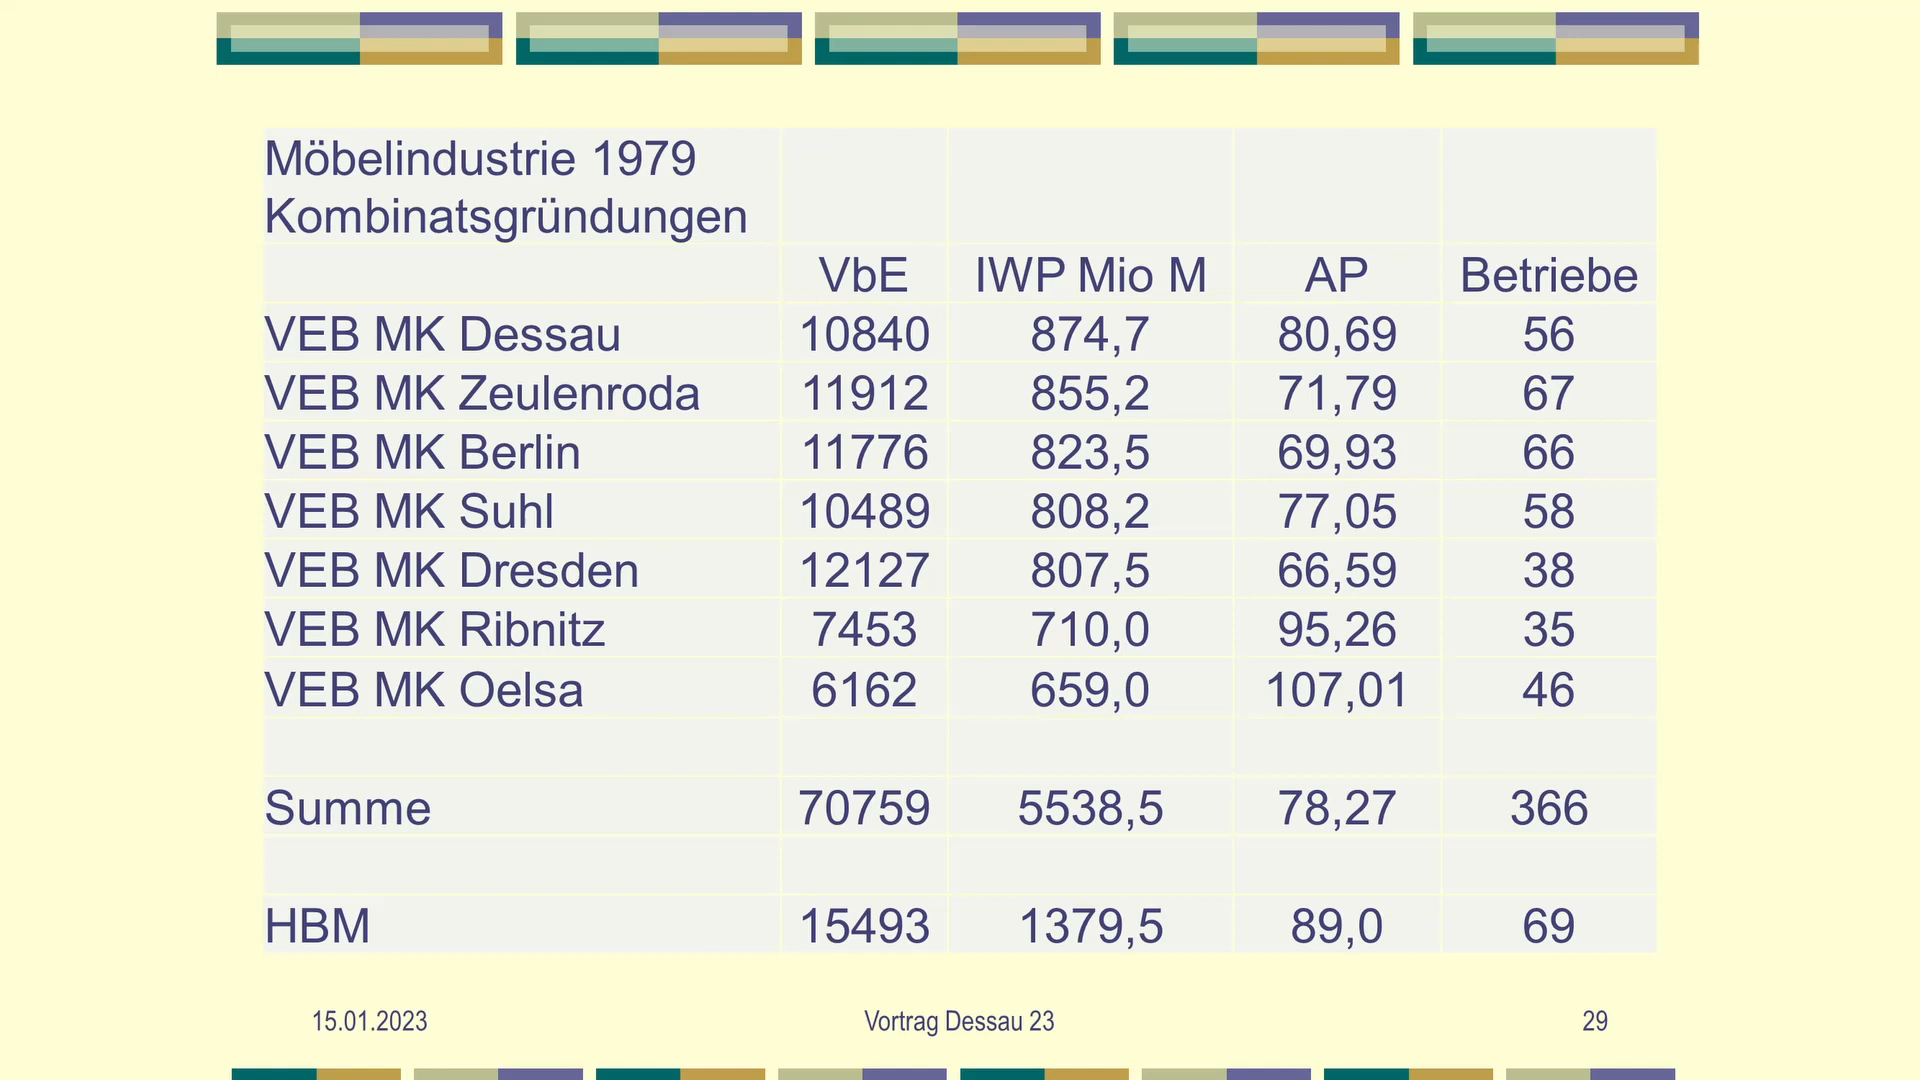 Möbelindustrie 1979
Kombinatsgründungen
VbE IWP Mio M AP Betriebe
VEB MK Dessau 10840 874,7 80,69 56
VEB MK Zeulenroda 11912 855,2 71,79 67
VEB MK Berlin 11776 823,5 69,93 66
VEB MK Suhl 10489 808,2 77,05 58
VEB MK Dresden 12127 807,5 66,59 38
VEB MK Ribnitz 7453 710,0 95,26 35
VEB MK Oelsa 6162 659,0 107,01 46
Summe 70759 5538,5 78,27 366
HBM 15493 1379,5 89,0 69
15.01.2023 Vortrag Dessau 23 29